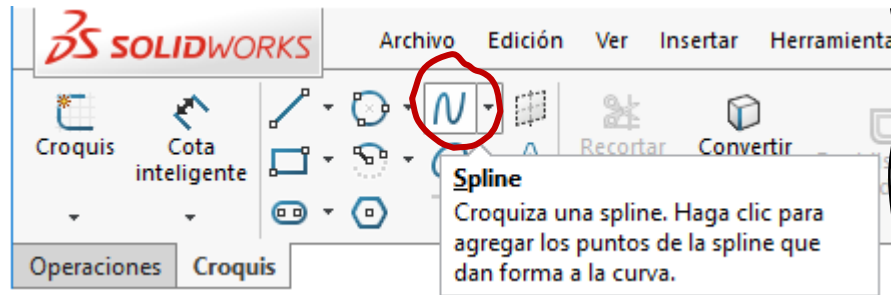 SOLIDWORKS
Archivo Edición Ver Insertar Herramienta
Croquis
Cota
inteligente
Recortar
Convertir
Spline
Croquiza una spline. Haga clic para
agregar los puntos de la spline que
dan forma a la curva.
Operaciones Croquis